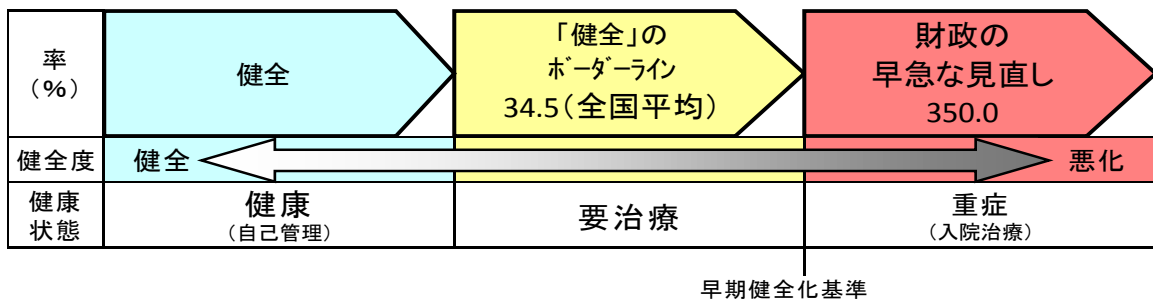 率
（%）
健全
「健全」の
ﾎﾞｰﾀﾞｰﾗｲﾝ
34.5（全国平均）
財政の
早急な見直し
350.0
健全度
健全
悪化
健康
状態
健康
（自己管理）
要治療
重症
（入院治療）
早期健全化基準